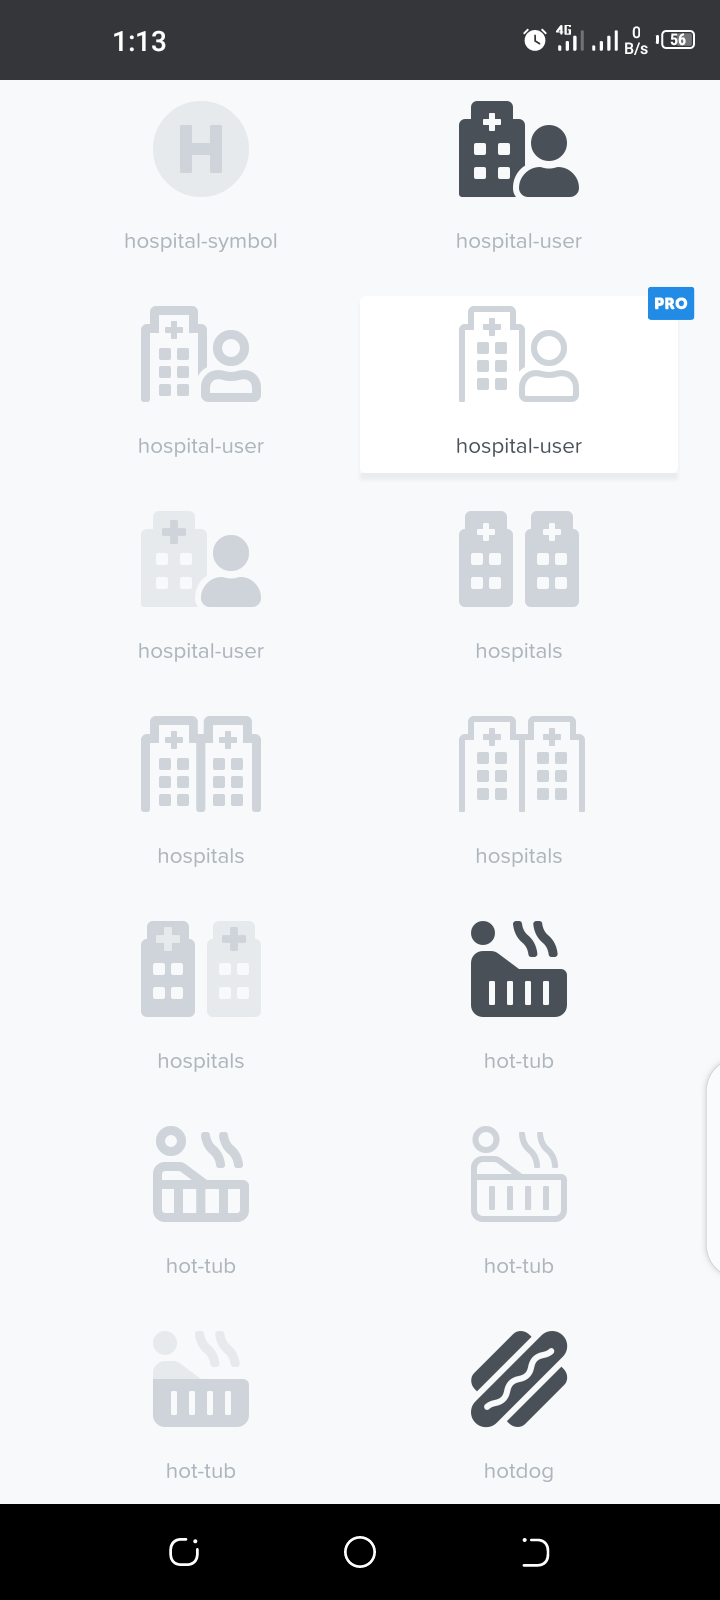 1:13
4G
0
B/s
56
H
hospital-symbol
hospital-user
PRO
hospital-user
hospital-user
hospital-user
hospitals
hospitals
hospitals
hospitals
hot-tub
hot-tub
hot-tub
hot-tub
hotdog